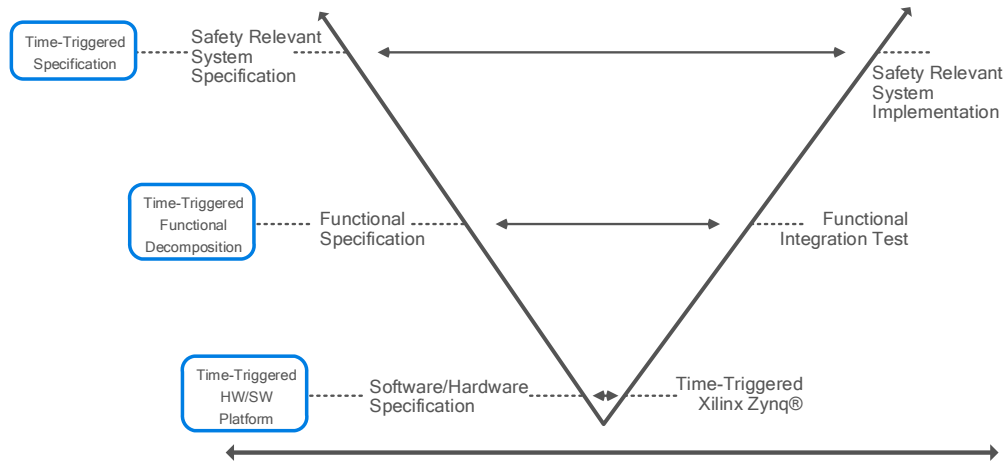 Time-Triggered
Specification
Safety Relevant
System
Specification
Safety Relevant
System
Implementation
Time-Triggered
Functional
Decomposition
Functional
Specification
Functional
Integration Test
Time-Triggered
HW/SW
Platform
Software/Hardware
Specification
Time-Triggered
Xilinx Zynq®